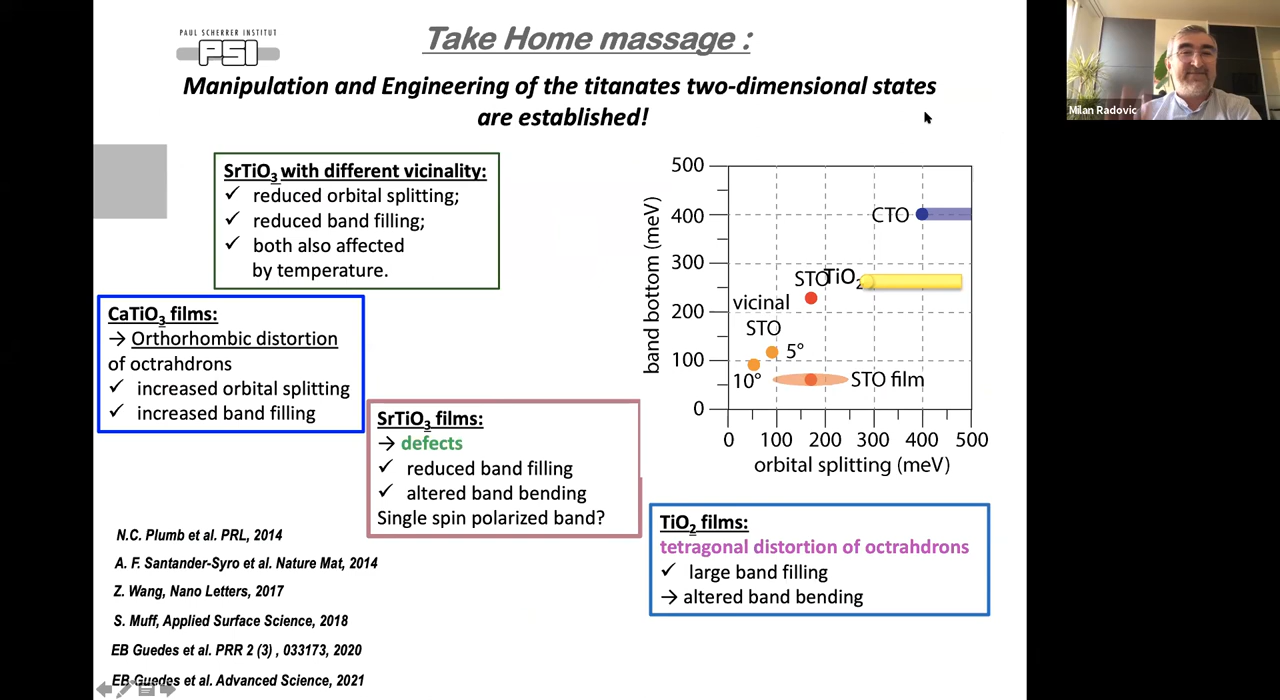 PAUL SCHERRER INSTITUT
PSI
Take Home massage :
Manipulation and Engineering of the titanates two-dimensional states
are established!
Milan Radovic
SrTiO3 with different vicinality:
✓ reduced orbital splitting;
✓ reduced band filling;
✓ both also affected
by temperature.
CaTiO3 films:
→ Orthorhombic distortion
of octrahdrons
✓ increased orbital splitting
✓ increased band filling
SrTiO3 films:
→ defects
✓ reduced band filling
✓ altered band bending
Single spin polarized band?
band bottom (meV)
500
400
300
200
100
0
CTO
STO
TiO2
vicinal
STO
5°
10°
STO film
0 100 200 300 400 500
orbital splitting (meV)
TiO2 films:
tetragonal distortion of octrahdrons
✓ large band filling
→ altered band bending
N.C. Plumb et al. PRL, 2014
A. F. Santander-Syro et al. Nature Mat, 2014
Z. Wang, Nano Letters, 2017
S. Muff, Applied Surface Science, 2018
EB Guedes et al. PRR 2 (3) , 033173, 2020
EB Guedes et al. Advanced Science, 2021